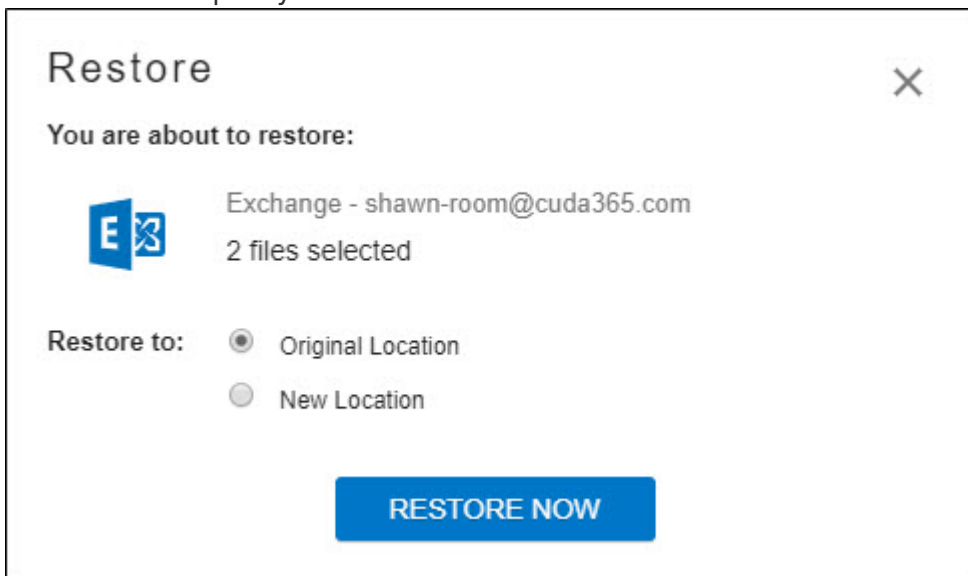 Restore
You are about to restore:
Exchange - shawn-room@cuda365.com
2 files selected
Restore to:
Original Location
New Location
RESTORE NOW